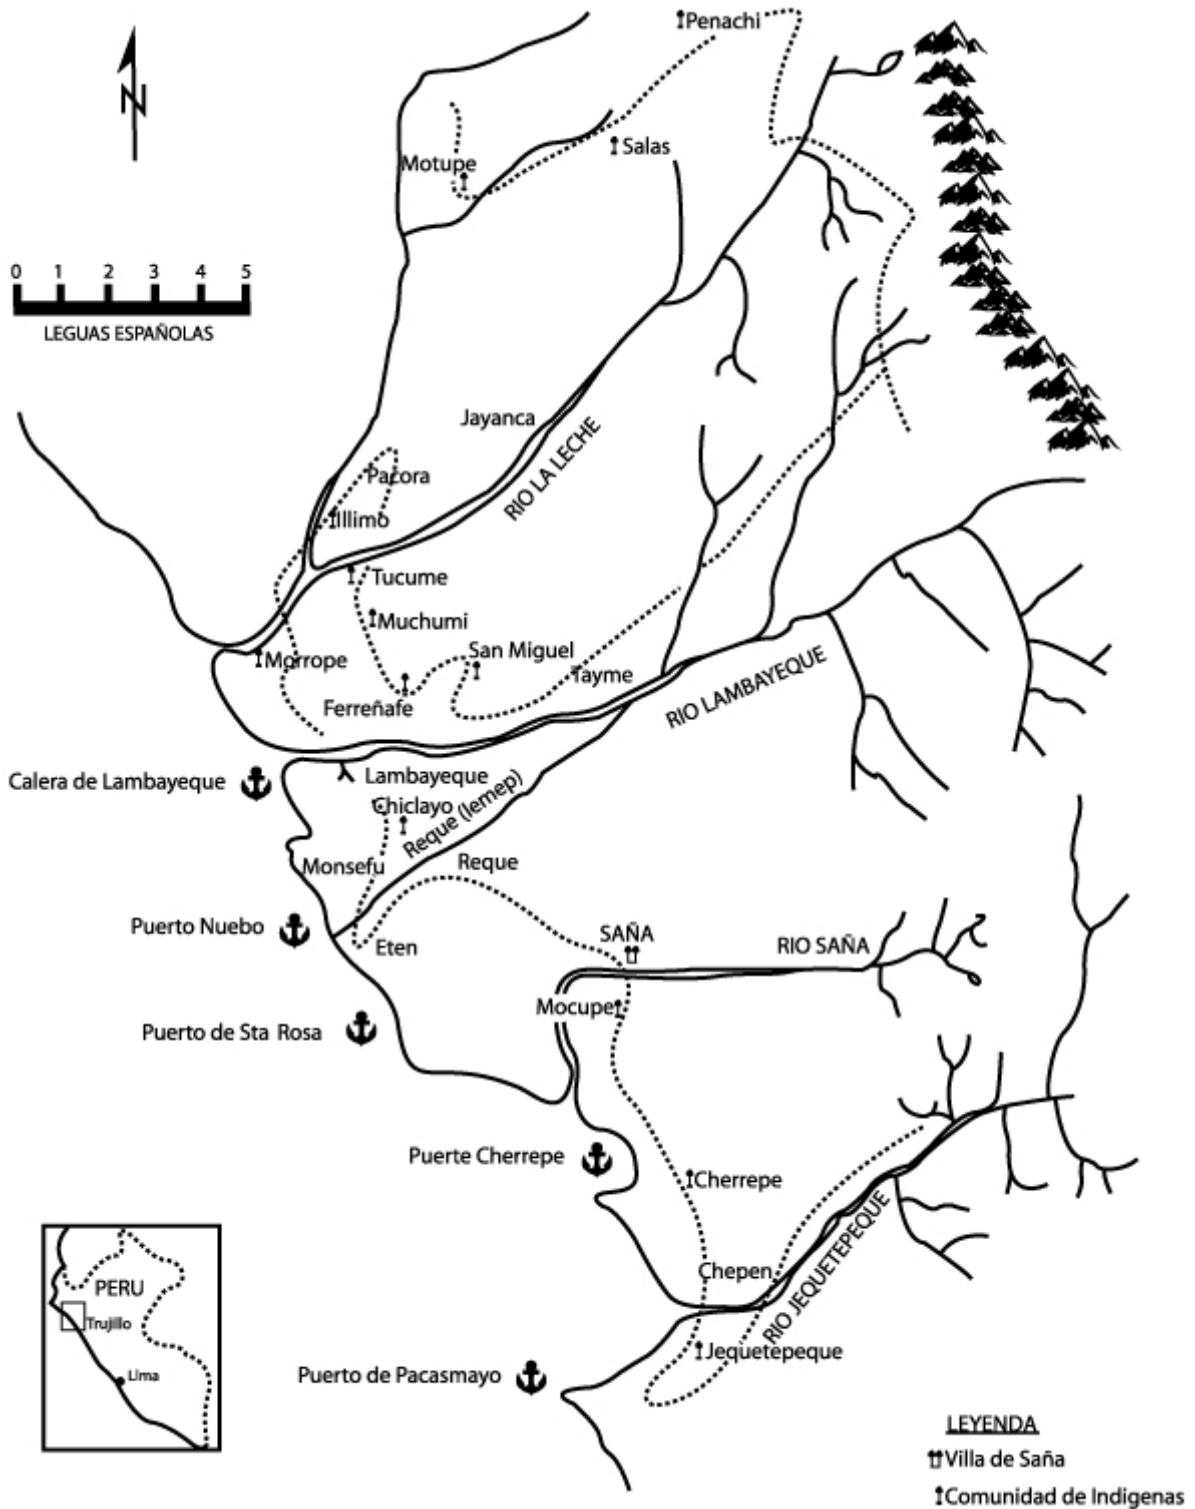 Penachi
N
Salas
Motupe
0 1 2 3 4 5
LEGUAS ESPAÑOLAS
Jayanca
RIO LA LECHE
Pacora
Illimo
Tucume
Muchumi
San Miguel
Morrope
Tayme
Ferreñafe
RIO LAMBAYEQUE
Calera de Lambayeque
Lambayeque
Chiclayo
Reque (lemep)
Monsefu
Reque
Puerto Nuebo
SAÑA
RIO SAÑA
Eten
Mocupe
Puerto de Sta Rosa
Puerte Cherrepe
Cherrepe
Chepen
RIO JEQUETEPEQUE
PERU
Trujillo
Lima
Jequetepeque
Puerto de Pacasmayo
LEYENDA
Villa de Saña
Comunidad de Indigenas